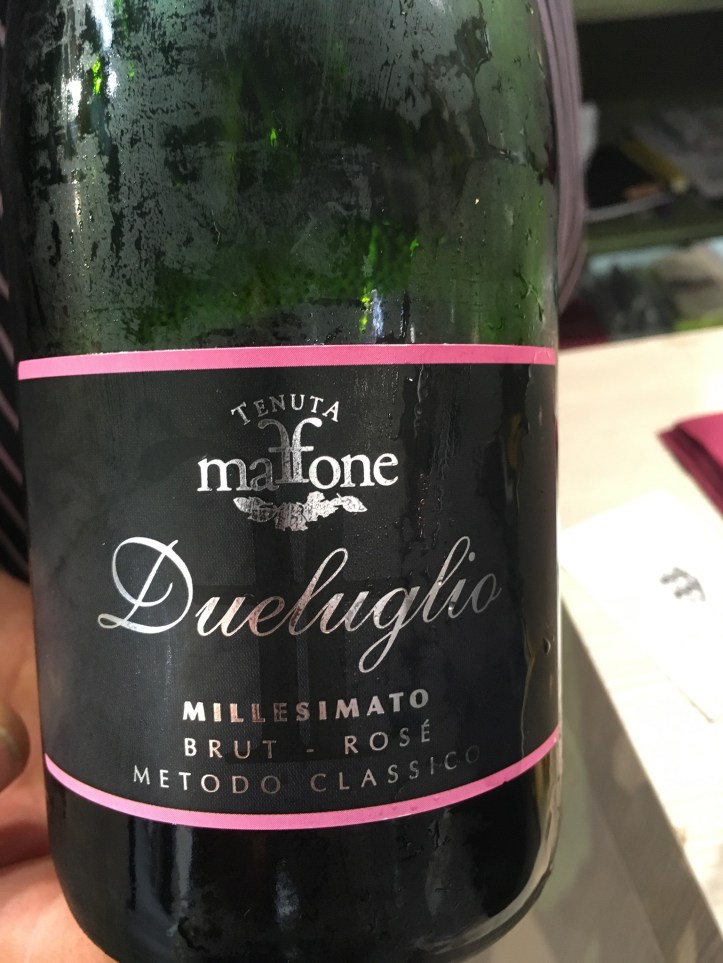 TENUTA
maffone
Dueluglio
MILLESIMATO
BRUT - ROSÉ
METODO CLASSICO